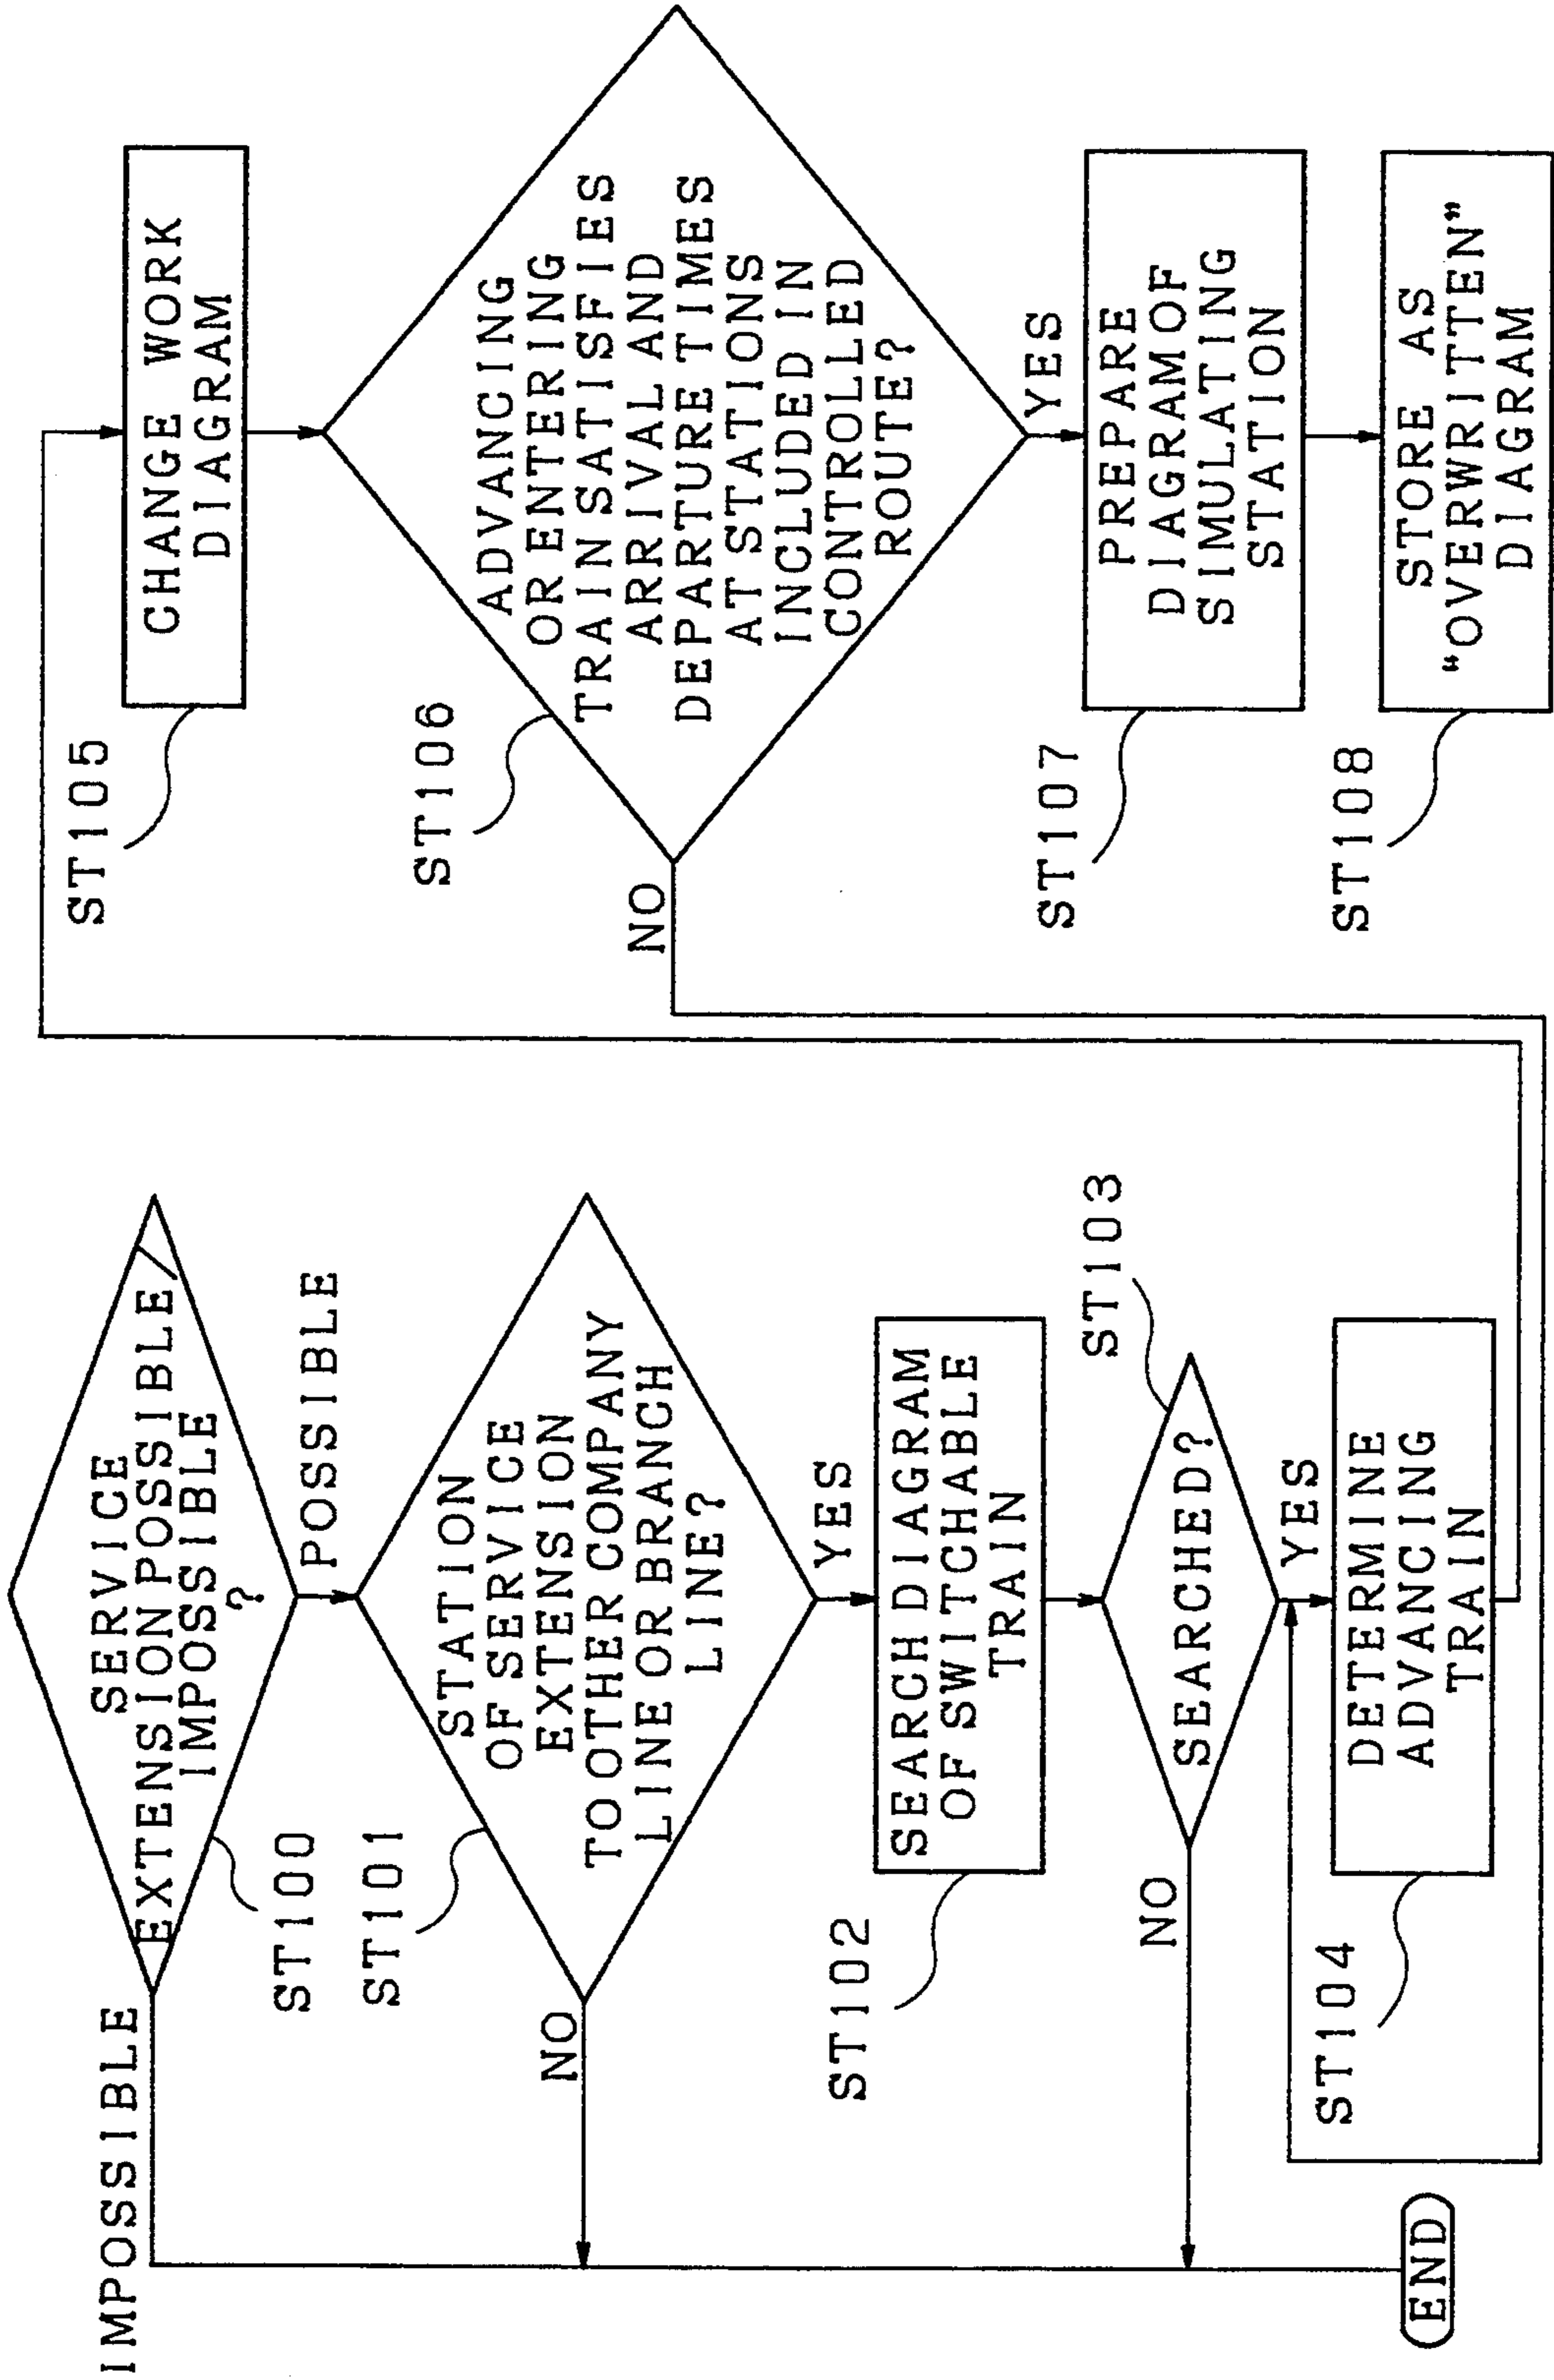 IMPOSSIBLE
SERVICE
EXTENSION POSSIBLE/
IMPOSSIBLE
?
ST100
POSSIBLE
STATION
OF SERVICE
EXTENSION
TO OTHER COMPANY
LINE OR BRANCH
LINE?
ST101
NO
YES
SEARCH DIAGRAM
OF SWITCHABLE
TRAIN
ST102
SEARCHED?
ST103
NO
YES
DETERMINE
ADVANCING
TRAIN
ST104
END
CHANGE WORK
DIAGRAM
ST105
ADVANCING
OR ENTERING
TRAIN SATISFIES
ARRIVAL AND
DEPARTURE TIMES
AT STATIONS
INCLUDED IN
CONTROLLED
ROUTE?
ST106
NO
YES
PREPARE
DIAGRAM OF
SIMULATING
STATION
ST107
STORE AS
“OVERWRITTEN”
DIAGRAM
ST108